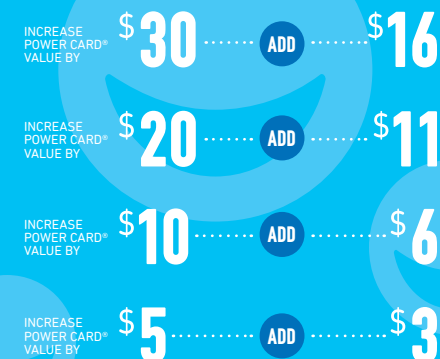 INCREASE
POWER CARD®
VALUE BY
$30 ADD $16
INCREASE
POWER CARD®
VALUE BY
$20 ADD $11
INCREASE
POWER CARD®
VALUE BY
$10 ADD $6
INCREASE
POWER CARD®
VALUE BY
$5 ADD $3